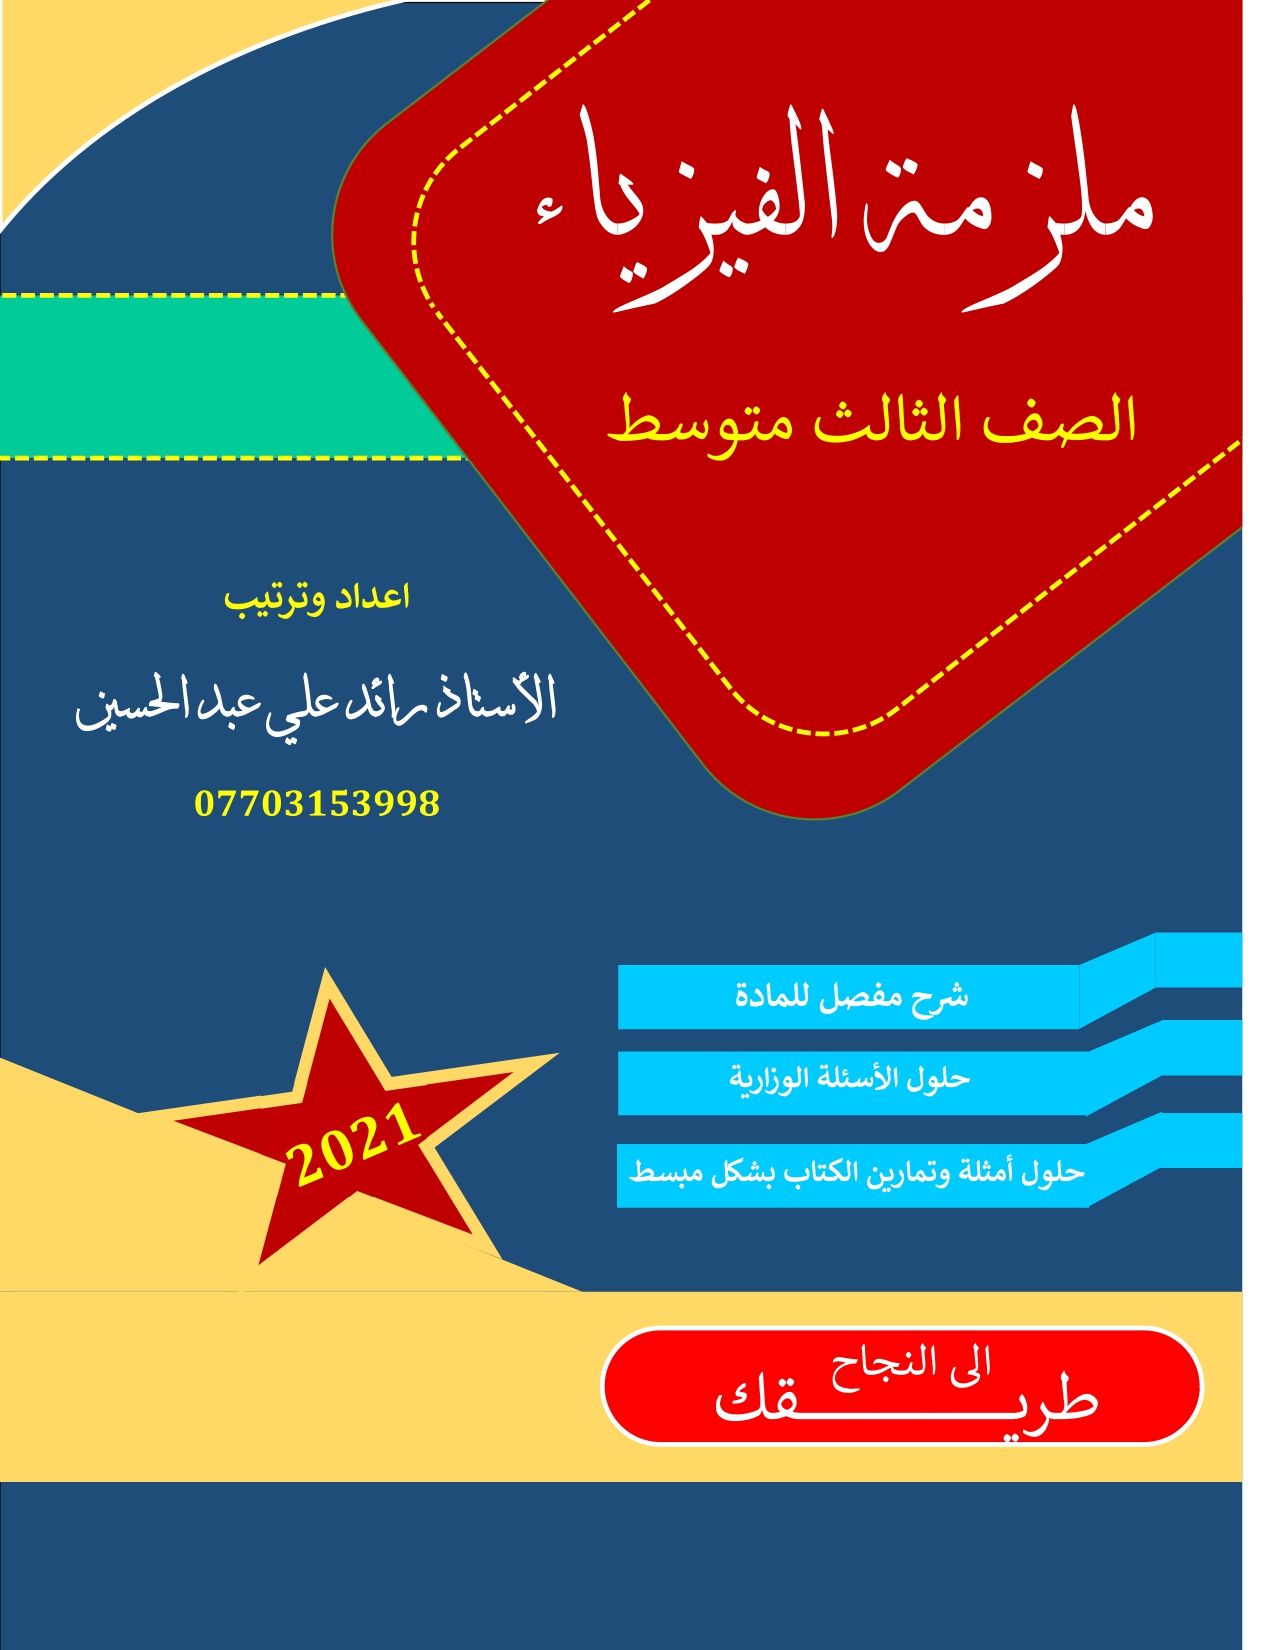 ملزمة الفيزياء
الصف الثالث متوسط
اعداد وترتيب
الأستاذ رائد علي عبد الحسين
07703153998
شرح مفصل للمادة
حلول الأسئلة الوزارية
حلول أمثلة وتمارين الكتاب بشكل مبسط
2021
الى النجاح
طريـــــــــــــقك